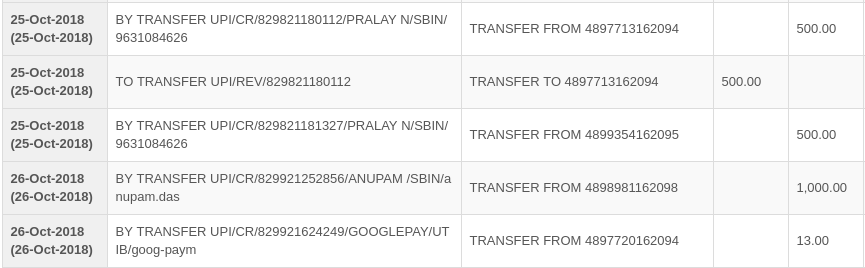 25-Oct-2018 BY TRANSFER UPI/CR/829821180112/PRALAY N/SBIN/ TRANSFER FROM 4897713162094 500.00
(25-Oct-2018) 9631084626
25-Oct-2018 TO TRANSFER UPI/REV/829821180112 TRANSFER TO 4897713162094 500.00
(25-Oct-2018)
25-Oct-2018 BY TRANSFER UPI/CR/829821181327/PRALAY N/SBIN/ TRANSFER FROM 4899354162095 500.00
(25-Oct-2018) 9631084626
26-Oct-2018 BY TRANSFER UPI/CR/829921252856/ANUPAM /SBIN/a TRANSFER FROM 4898981162098 1,000.00
(26-Oct-2018) nupam.das
26-Oct-2018 BY TRANSFER UPI/CR/829921624249/GOOGLEPAY/UT TRANSFER FROM 4897720162094 13.00
(26-Oct-2018) IB/goog-paym